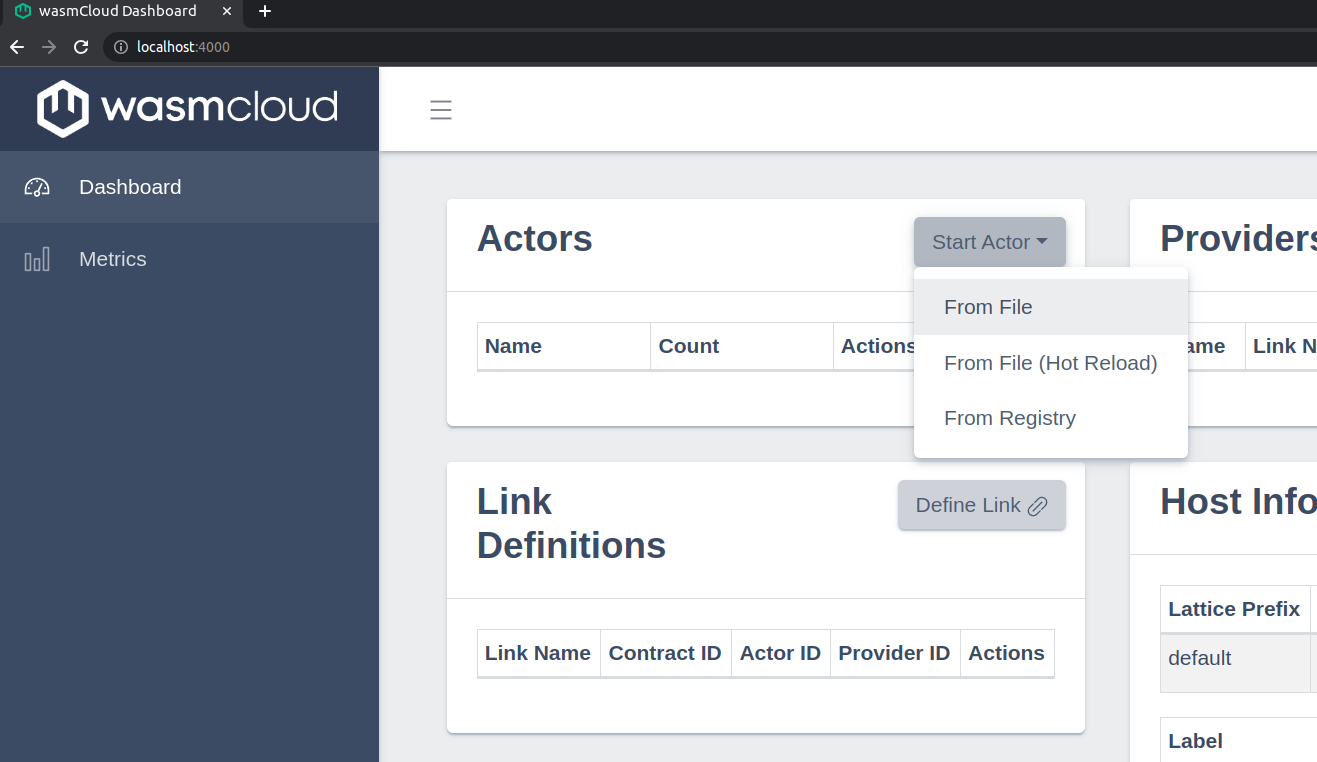 wasmCloud Dashboard
localhost:4000
wasmcloud
Dashboard
Metrics
Actors
Start Actor
From File
From File (Hot Reload)
From Registry
Name Count Actions
Providers
ame Link N
Link
Definitions
Define Link
Link Name Contract ID Actor ID Provider ID Actions
Host Info
Lattice Prefix
default
Label